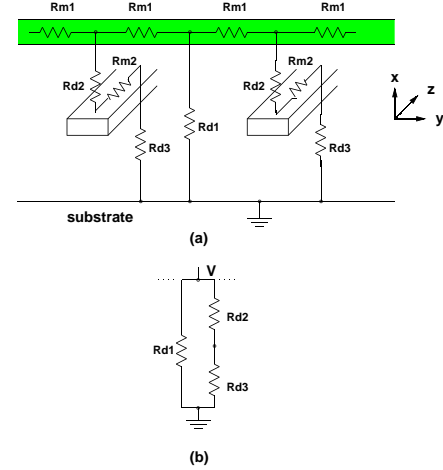 Rm1 Rm1 Rm1 Rm1
Rd2 Rm2 Rd2 Rm2
Rd3 Rd1 Rd3
x
z
y
substrate
(a)
V
Rd2
Rd1
Rd3
(b)